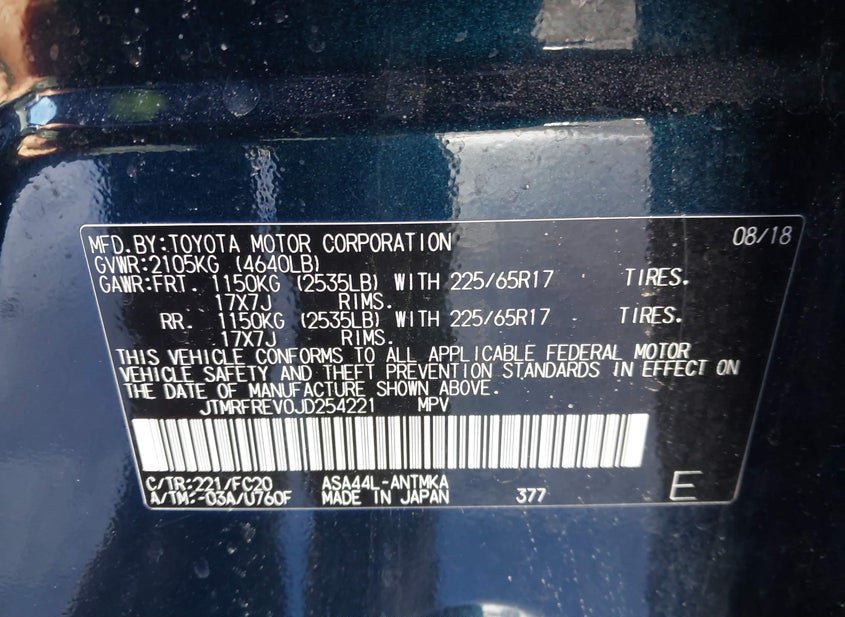 MFD.BY:TOYOTA MOTOR CORPORATION 08/18
GVWR:2105KG (4640LB)
GAWR:FRT. 1150KG (2535LB) WITH 225/65R17 TIRES.
17X7J RIMS.
RR. 1150KG (2535LB) WITH 225/65R17 TIRES.
17X7J RIMS.
THIS VEHICLE CONFORMS TO ALL APPLICABLE FEDERAL MOTOR
VEHICLE SAFETY AND THEFT PREVENTION STANDARDS IN EFFECT ON
THE DATE OF MANUFACTURE SHOWN ABOVE.
JTMRFREV0JD254221 MPV
C/TR:221/FC20 ASA44L-ANTMKA
A/TM:-03A/U760F MADE IN JAPAN 377 E